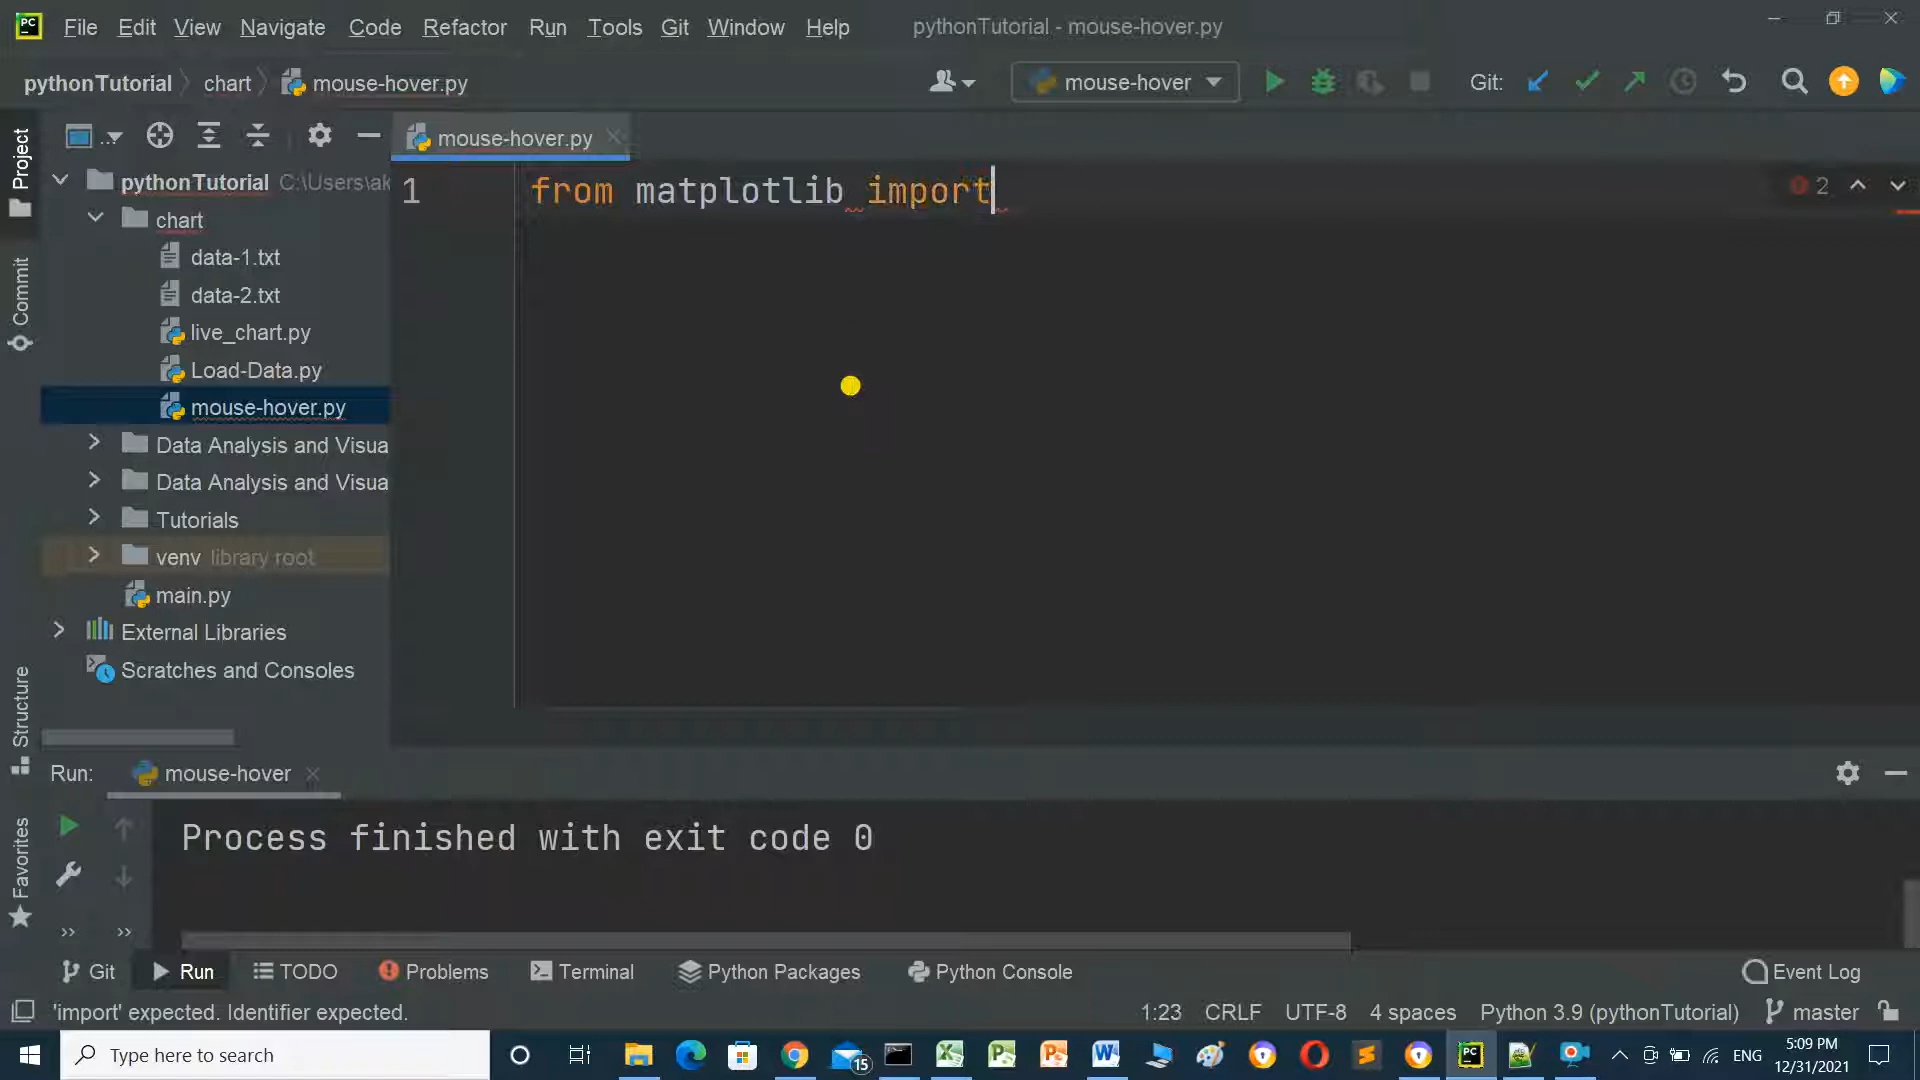 File Edit View Navigate Code Refactor Run Tools Git Window Help pythonTutorial - mouse-hover.py
pythonTutorial chart mouse-hover.py mouse-hover Git:
Project
Commit
Structure
Favorites
... mouse-hover.py
pythonTutorial C:\Users\ak
chart
data-1.txt
data-2.txt
live_chart.py
Load-Data.py
mouse-hover.py
Data Analysis and Visua
Data Analysis and Visua
Tutorials
venv library root
main.py
External Libraries
Scratches and Consoles
1 from matplotlib import 2
Run: mouse-hover
Process finished with exit code 0
Git Run TODO Problems Terminal Python Packages Python Console Event Log
'import' expected. Identifier expected. 1:23 CRLF UTF-8 4 spaces Python 3.9 (pythonTutorial) master
Type here to search 15 ENG 5:09 PM
12/31/2021